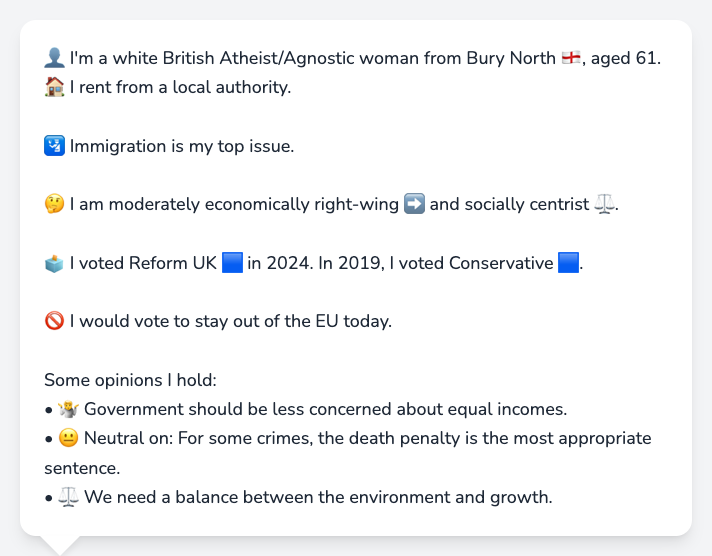 👤 I'm a white British Atheist/Agnostic woman from Bury North 🏴󠁧󠁢󠁥󠁮󠁧󠁿, aged 61.
🏠 I rent from a local authority.
🛂 Immigration is my top issue.
🤔 I am moderately economically right-wing ➡️ and socially centrist ⚖️.
🗳️ I voted Reform UK 🟦 in 2024. In 2019, I voted Conservative 🟦.
🚫 I would vote to stay out of the EU today.
Some opinions I hold:
• 🤷 Government should be less concerned about equal incomes.
• 😐 Neutral on: For some crimes, the death penalty is the most appropriate
sentence.
• ⚖️ We need a balance between the environment and growth.